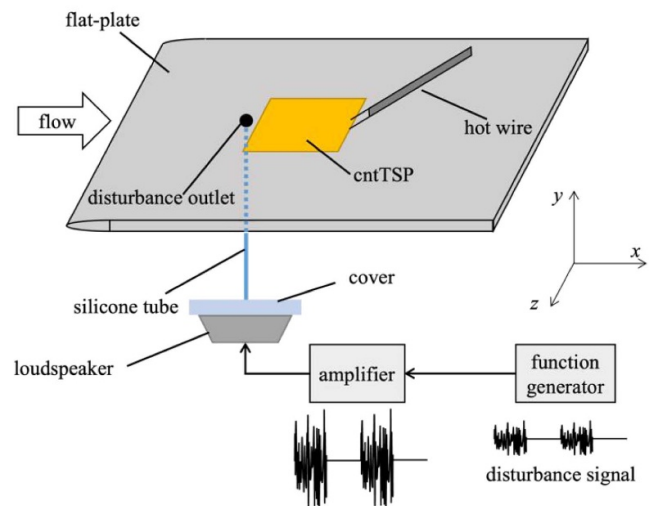 flat-plate
flow
hot wire
cntTSP
disturbance outlet
y
x
z
cover
silicone tube
loudspeaker
amplifier
function
generator
disturbance signal